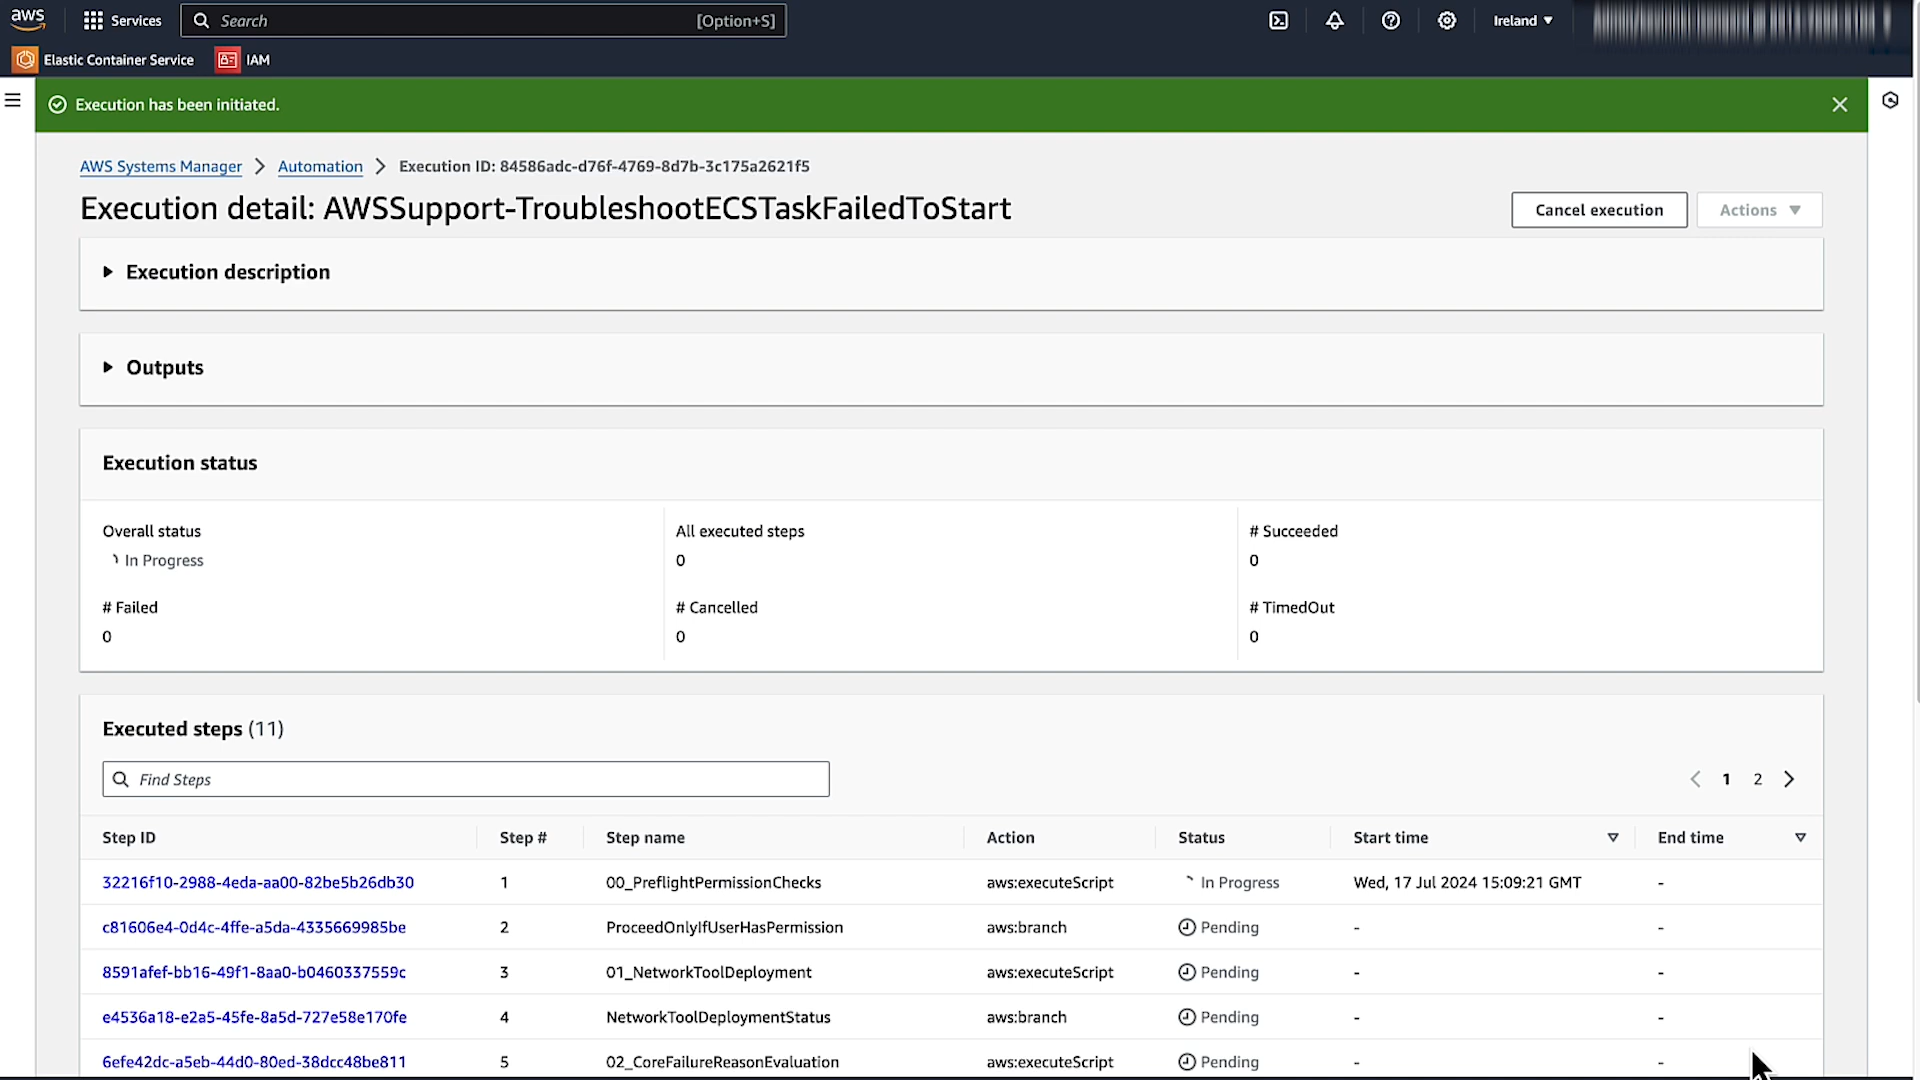 aws Services Search [Option+S] Ireland
Elastic Container Service IAM
Execution has been initiated.
AWS Systems Manager Automation Execution ID: 84586adc-d76f-4769-8d7b-3c175a2621f5
Execution detail: AWSSupport-TroubleshootECSTaskFailedToStart Cancel execution Actions
Execution description
Outputs
Execution status
Overall status All executed steps # Succeeded
In Progress 0 0
# Failed # Cancelled # TimedOut
0 0 0
Executed steps (11)
Find Steps 1 2
Step ID Step # Step name Action Status Start time End time
32216f10-2988-4eda-aa00-82be5b26db30 1 00_PreflightPermissionChecks aws:executeScript In Progress Wed, 17 Jul 2024 15:09:21 GMT -
c81606e4-0d4c-4ffe-a5da-4335669985be 2 ProceedOnlyIfUserHasPermission aws:branch Pending - -
8591afef-bb16-49f1-8aa0-b0460337559c 3 01_NetworkToolDeployment aws:executeScript Pending - -
e4536a18-e2a5-45fe-8a5d-727e58e170fe 4 NetworkToolDeploymentStatus aws:branch Pending - -
6efe42dc-a5eb-44d0-80ed-38dcc48be811 5 02_CoreFailureReasonEvaluation aws:executeScript Pending - -